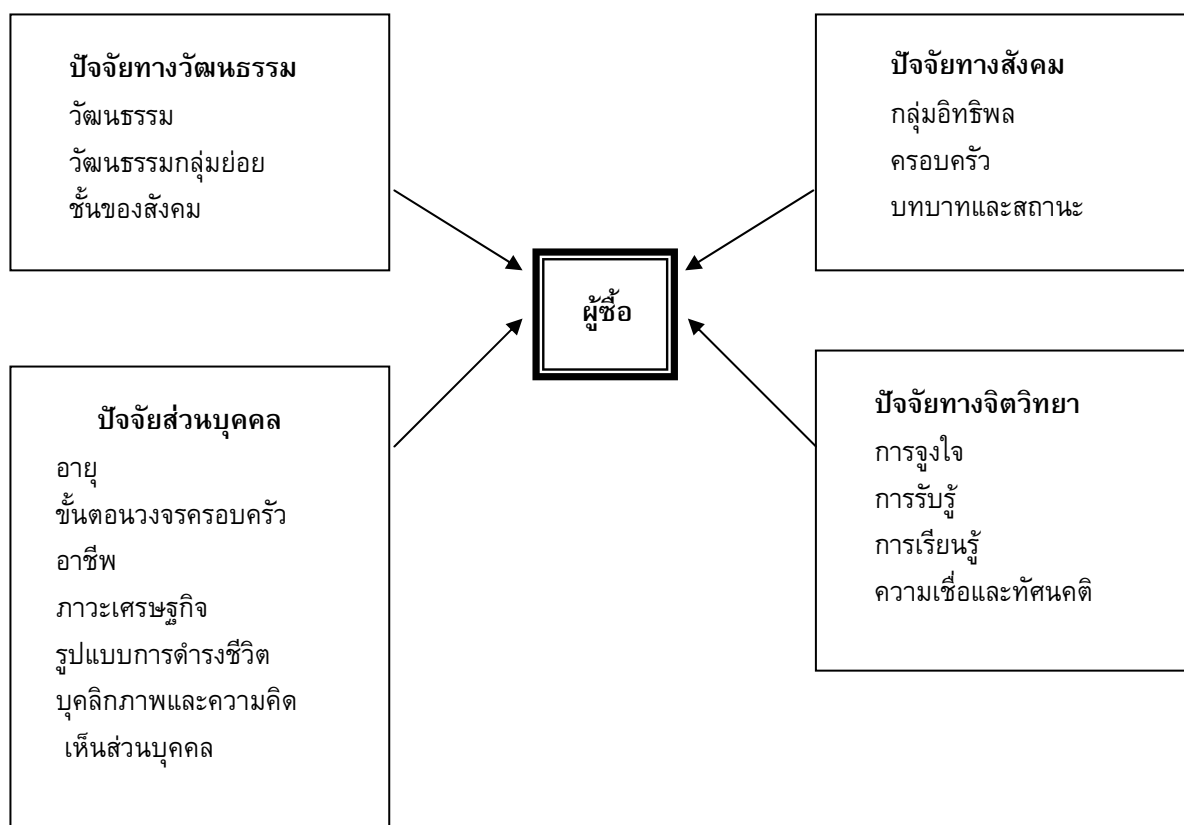 ปัจจัยทางวัฒนธรรม
วัฒนธรรม
วัฒนธรรมกลุ่มย่อย
ชั้นของสังคม
ปัจจัยทางสังคม
กลุ่มอิทธิพล
ครอบครัว
บทบาทและสถานะ
ผู้ซื้อ
ปัจจัยส่วนบุคคล
อายุ
ขั้นตอนวงจรครอบครัว
อาชีพ
ภาวะเศรษฐกิจ
รูปแบบการดำรงชีวิต
บุคลิกภาพและความคิด
เห็นส่วนบุคคล
ปัจจัยทางจิตวิทยา
การจูงใจ
การรับรู้
การเรียนรู้
ความเชื่อและทัศนคติ